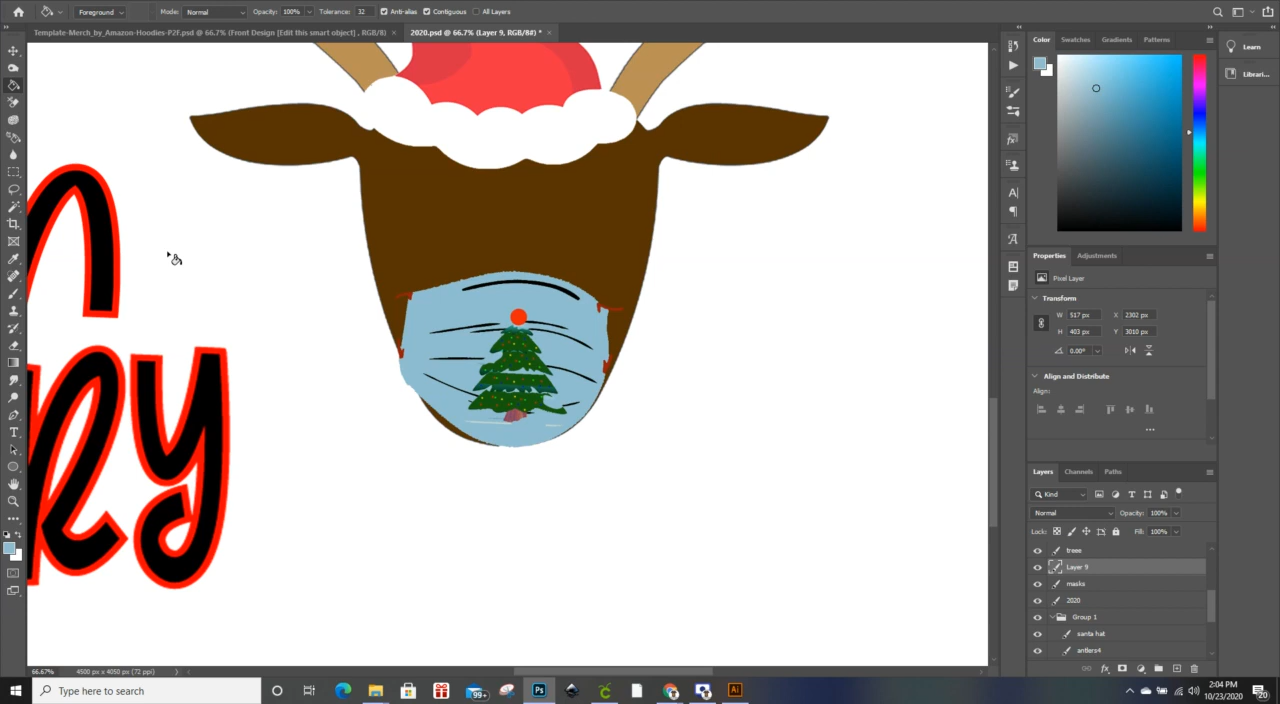 Foreground Mode: Normal Opacity: 100% Tolerance: 32 Anti-alias Contiguous All Layers
Template-Merch_by_Amazon-Hoodies-P2F.psd @ 66.7% (Front Design [Edit this smart object] , RGB/8) × 2020.psd @ 66.7% (Layer 9, RGB/8#) * ×
Color Swatches Gradients Patterns
Learn
Librari...
Properties Adjustments
Pixel Layer
Transform
W: 517 px X: 2302 px
H: 403 px Y: 3010 px
0.00°
Align and Distribute
Align:
...
ry
Layers Channels Paths
Kind
Normal Opacity: 100%
Lock: Fill: 100%
treee
Layer 9
masks
2020
Group 1
santa hat
antlers4
66.67% 4500 px x 4050 px (72 ppi)
Type here to search
99+
Ps
Ai
2:04 PM
10/23/2020
20